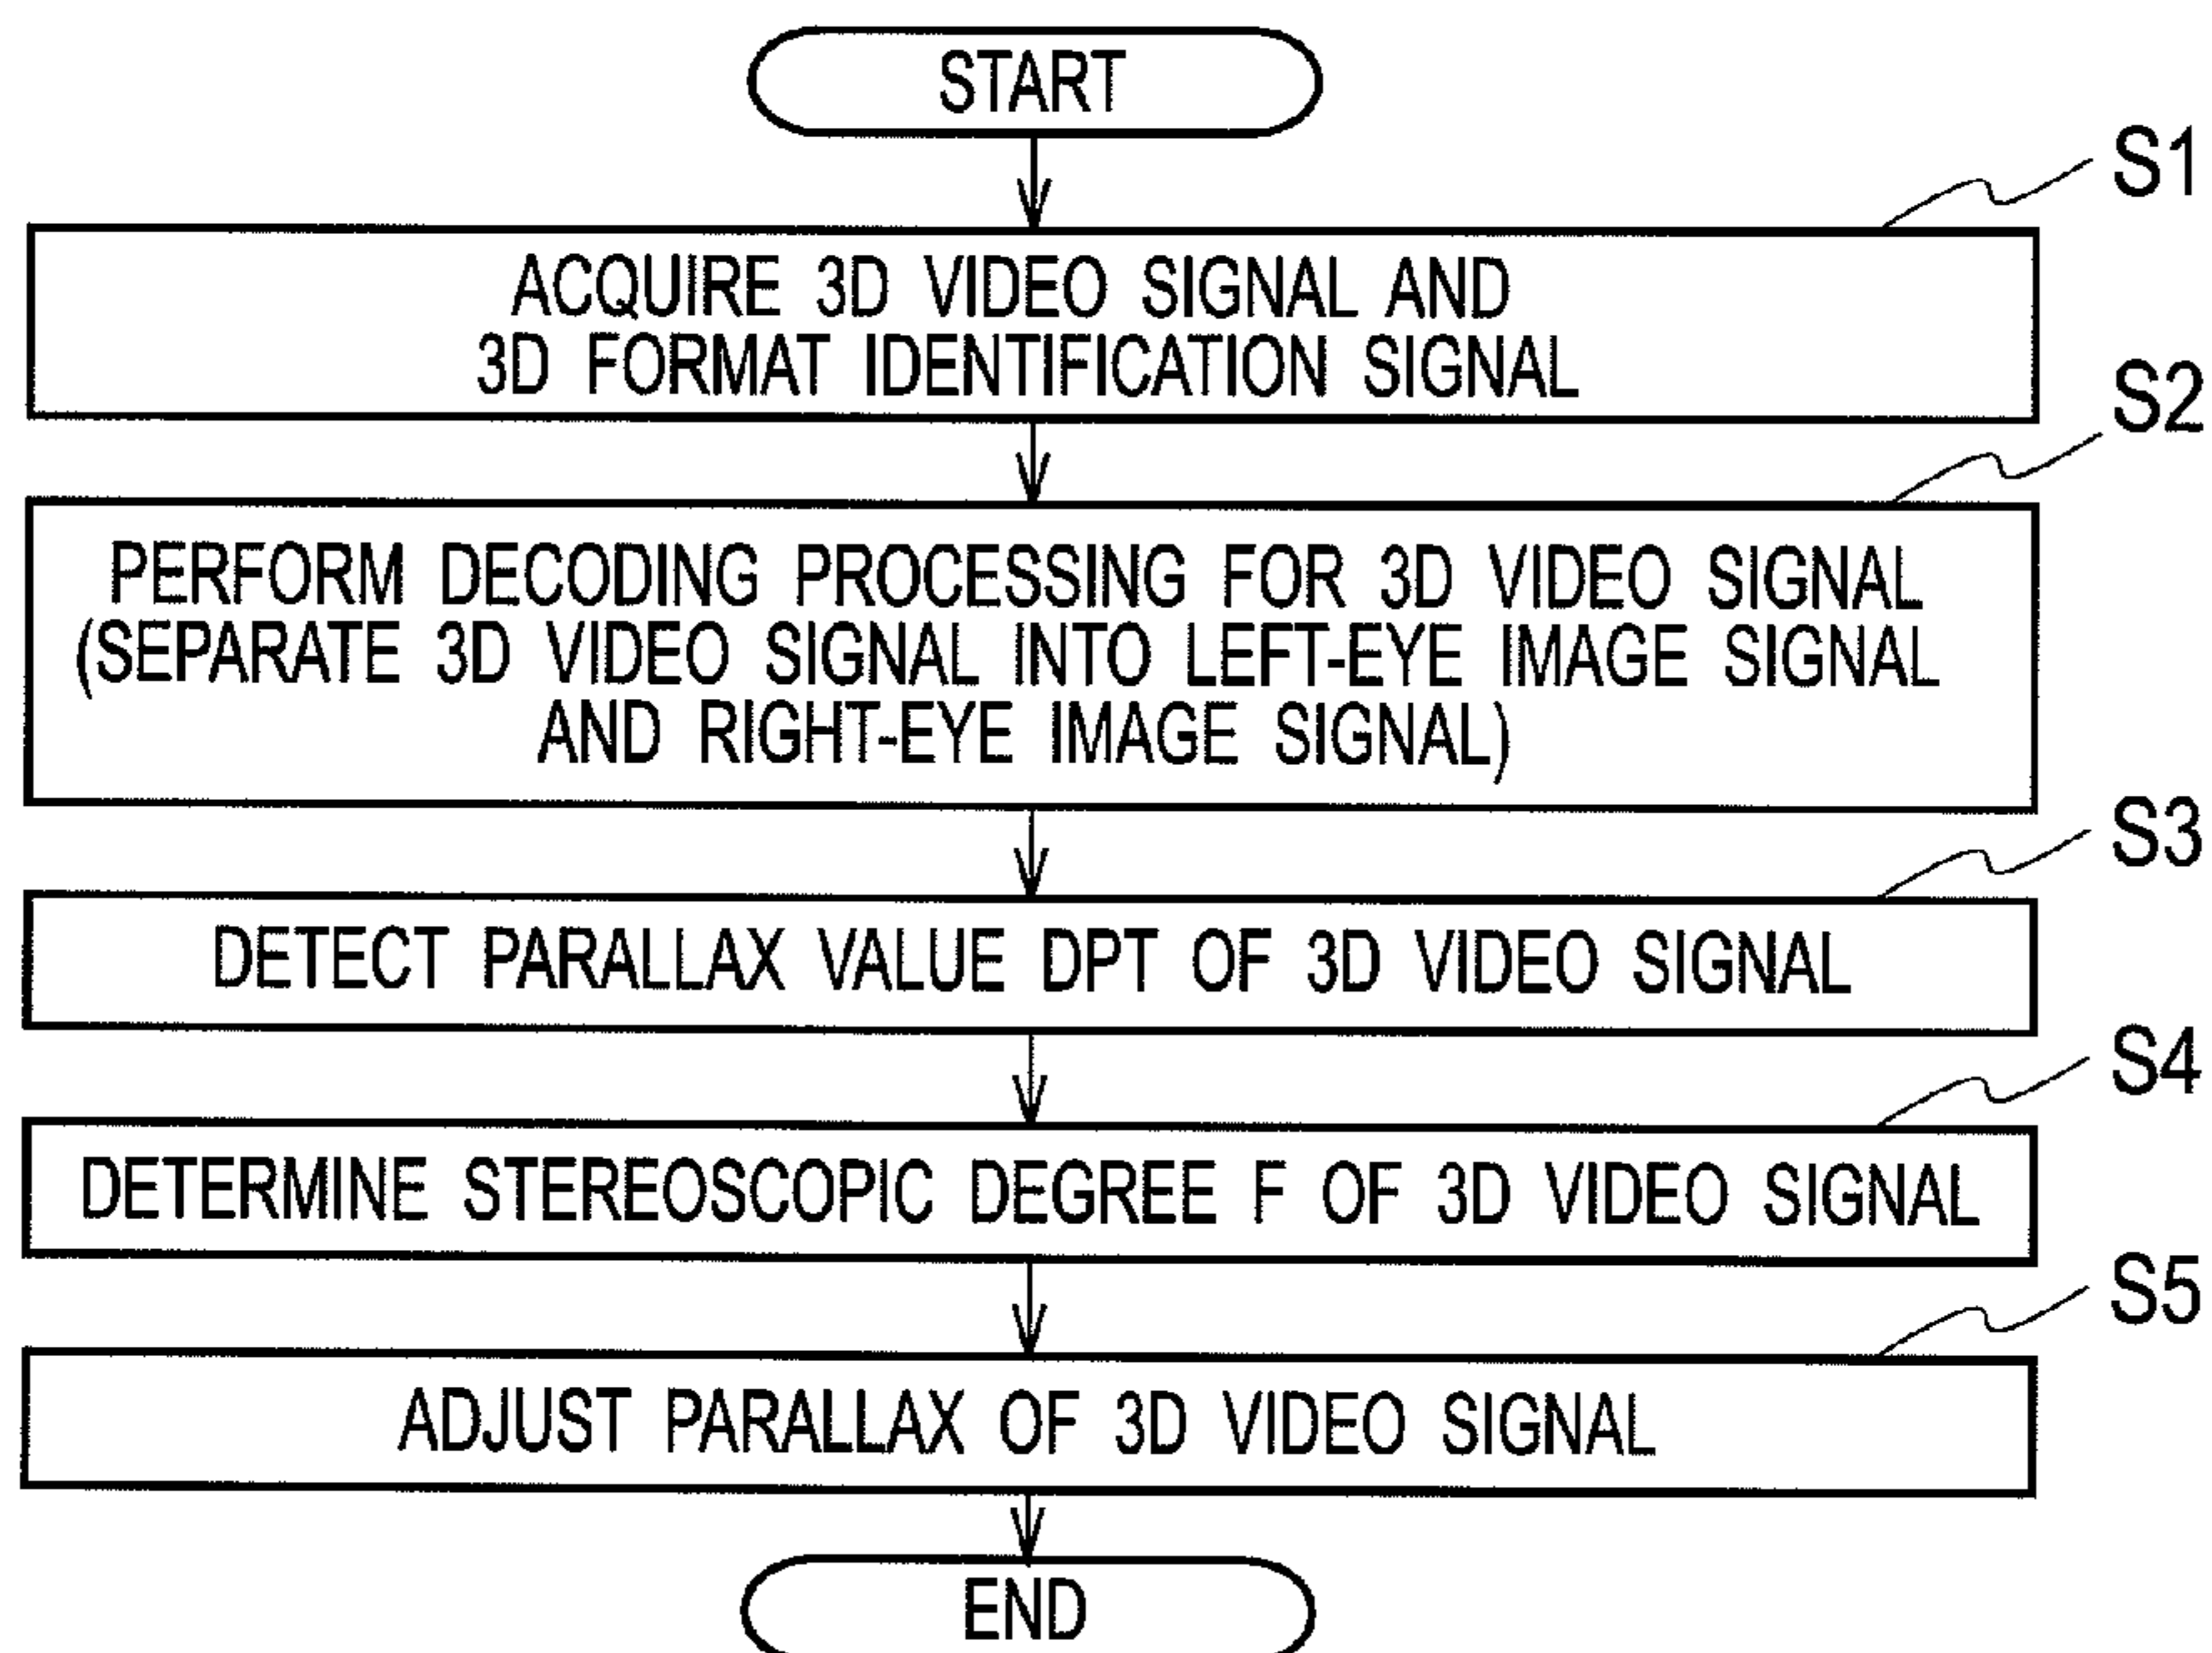 START
S1
ACQUIRE 3D VIDEO SIGNAL AND
3D FORMAT IDENTIFICATION SIGNAL
S2
PERFORM DECODING PROCESSING FOR 3D VIDEO SIGNAL
(SEPARATE 3D VIDEO SIGNAL INTO LEFT-EYE IMAGE SIGNAL
AND RIGHT-EYE IMAGE SIGNAL)
S3
DETECT PARALLAX VALUE DPT OF 3D VIDEO SIGNAL
S4
DETERMINE STEREOSCOPIC DEGREE F OF 3D VIDEO SIGNAL
S5
ADJUST PARALLAX OF 3D VIDEO SIGNAL
END